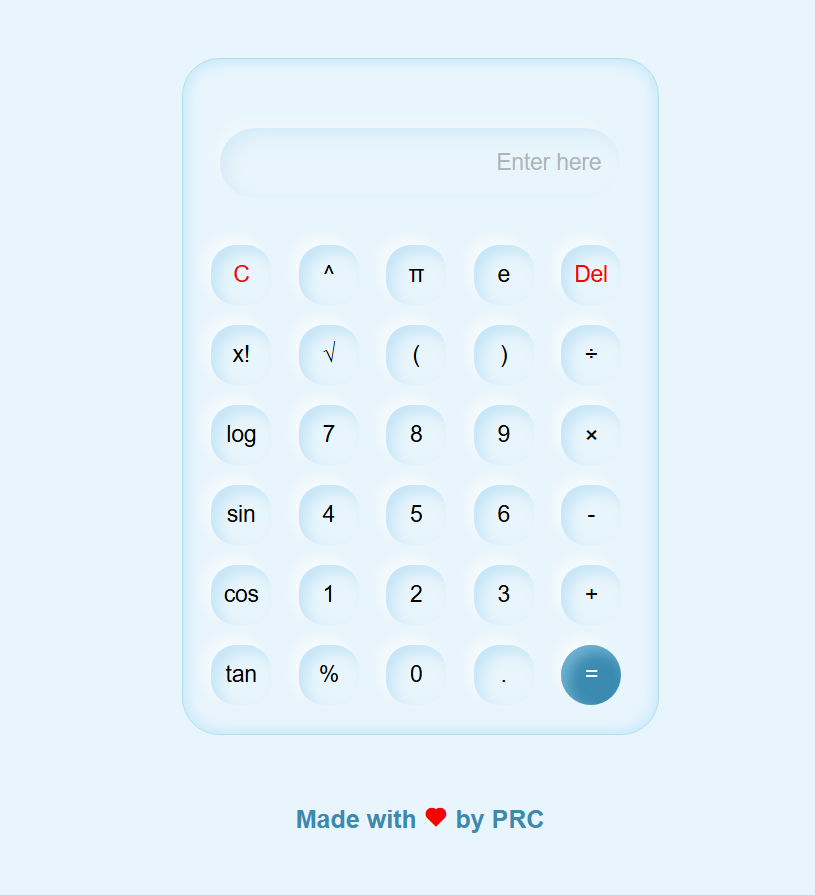 Enter here
C ^ π e Del
x! √ ( ) ÷
log 7 8 9 ×
sin 4 5 6 -
cos 1 2 3 +
tan % 0 . =
Made with ❤ by PRC